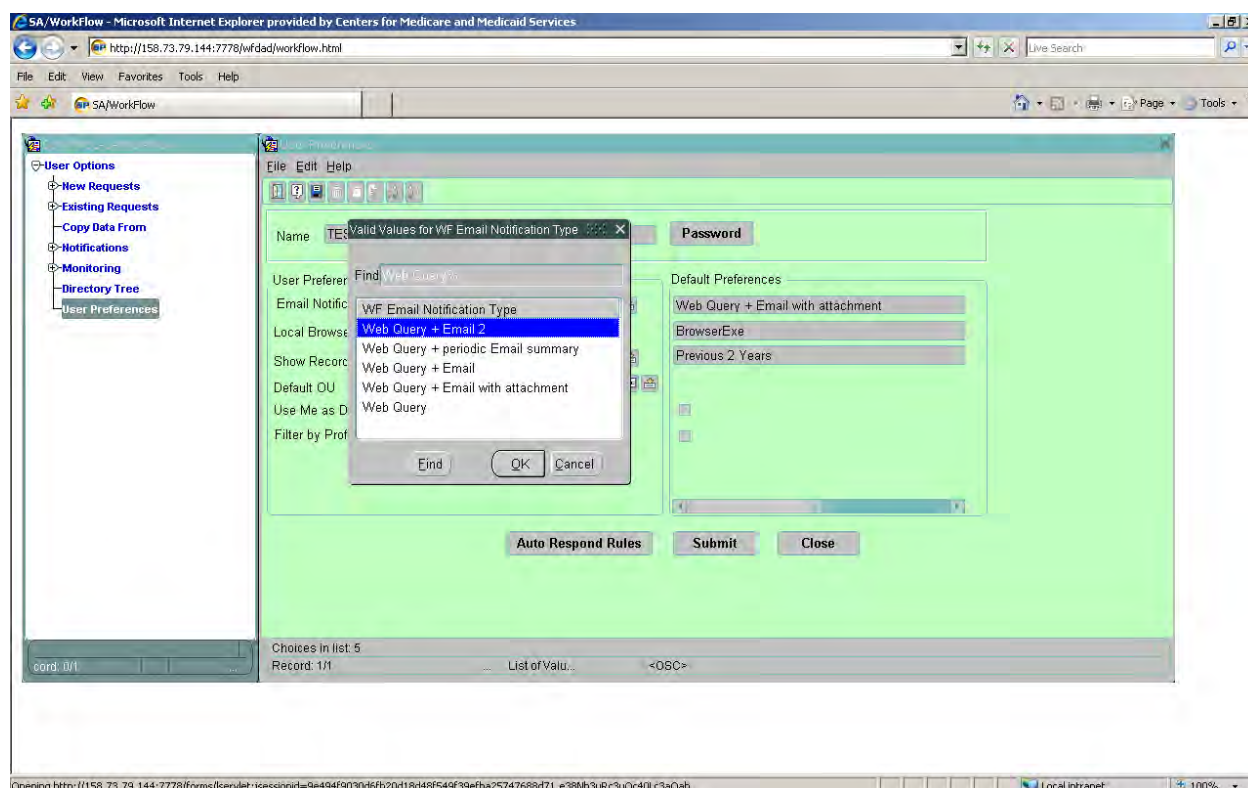 SA/WorkFlow - Microsoft Internet Explorer provided by Centers for Medicare and Medicaid Services
http://158.73.79.144:7778/wfdad/workflow.html
Live Search
File Edit View Favorites Tools Help
SA/WorkFlow
Page Tools
User Options
New Requests
Existing Requests
Copy Data From
Notifications
Monitoring
Directory Tree
User Preferences
User Preferences
File Edit Help
Name TES
Password
Valid Values for WF Email Notification Type
Find Web Query%
WF Email Notification Type
Web Query + Email 2
Web Query + periodic Email summary
Web Query + Email
Web Query + Email with attachment
Web Query
Find OK Cancel
User Preferen
Email Notific
Local Browse
Show Record
Default OU
Use Me as D
Filter by Prof
Default Preferences
Web Query + Email with attachment
BrowserExe
Previous 2 Years
Auto Respond Rules Submit Close
Choices in list: 5
Record: 1/1 ... List of Valu... <OSC>
cord: 0/1 ...
Local intranet 100%